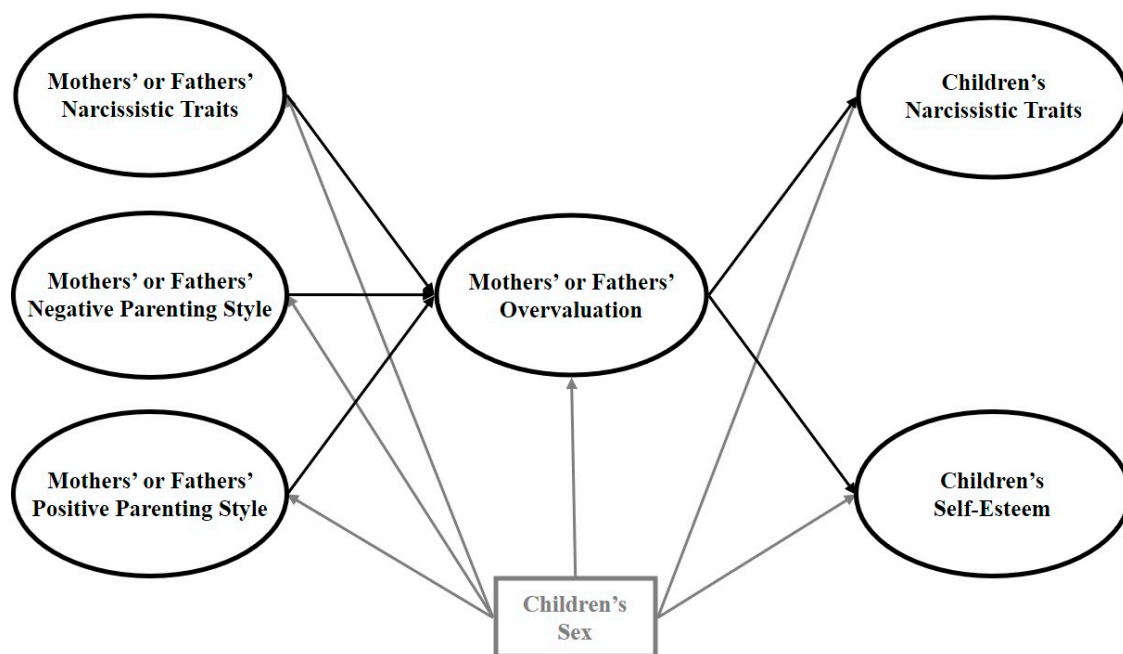 Mothers’ or Fathers’
Narcissistic Traits
Children’s
Narcissistic Traits
Mothers’ or Fathers’
Negative Parenting Style
Mothers’ or Fathers’
Overvaluation
Mothers’ or Fathers’
Positive Parenting Style
Children’s
Self-Esteem
Children’s
Sex